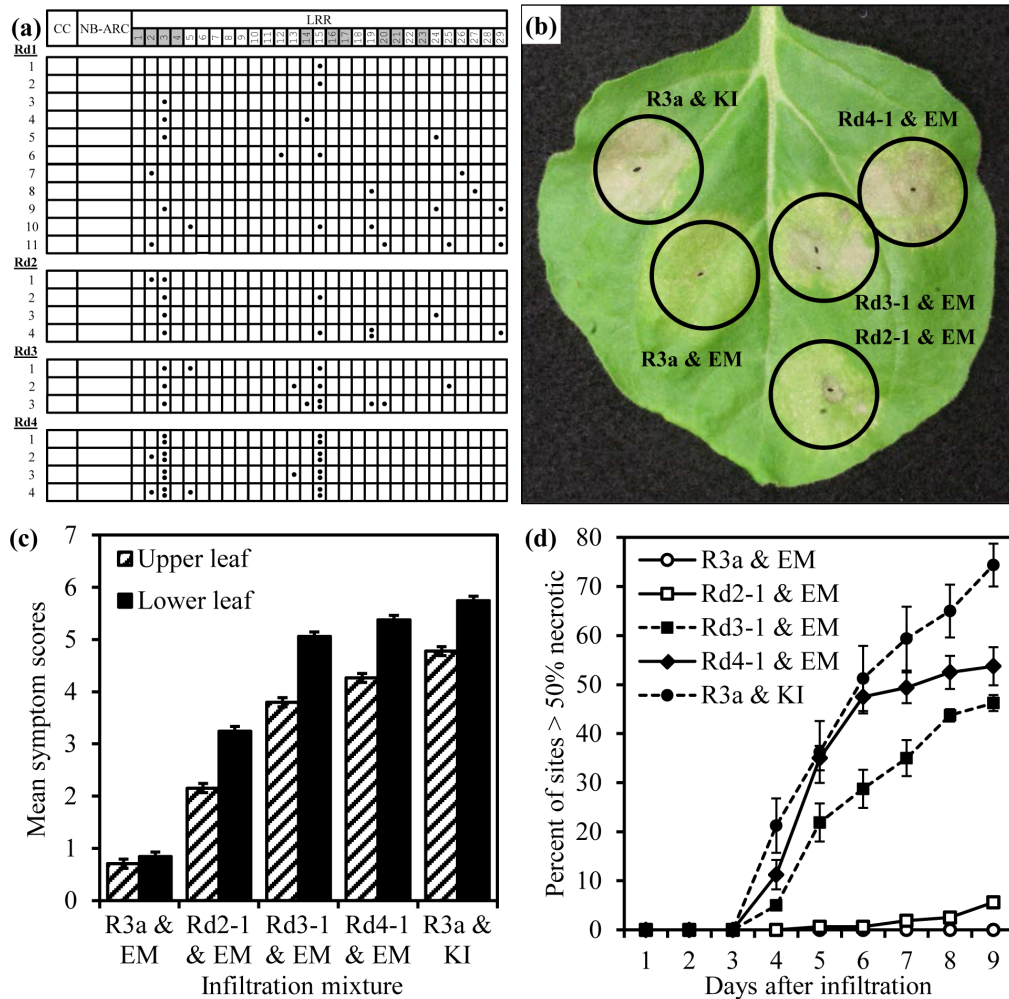 (a)
CC NB-ARC LRR
1 2 3 4 5 6 7 8 9 10 11 12 13 14 15 16 17 18 19 20 21 22 23 24 25 26 27 28 29
Rd1
1
2
3
4
5
6
7
8
9
10
11
Rd2
1
2
3
4
Rd3
1
2
3
Rd4
1
2
3
4
(b)
R3a & KI
Rd4-1 & EM
R3a & EM
Rd3-1 & EM
Rd2-1 & EM
(c)
Mean symptom scores
7
6
5
4
3
2
1
0
Upper leaf
Lower leaf
R3a & Rd2-1 Rd3-1 Rd4-1 R3a &
EM & EM & EM & EM KI
Infiltration mixture
(d)
Percent of sites > 50% necrotic
80
70
60
50
40
30
20
10
0
R3a & EM
Rd2-1 & EM
Rd3-1 & EM
Rd4-1 & EM
R3a & KI
1 2 3 4 5 6 7 8 9
Days after infiltration